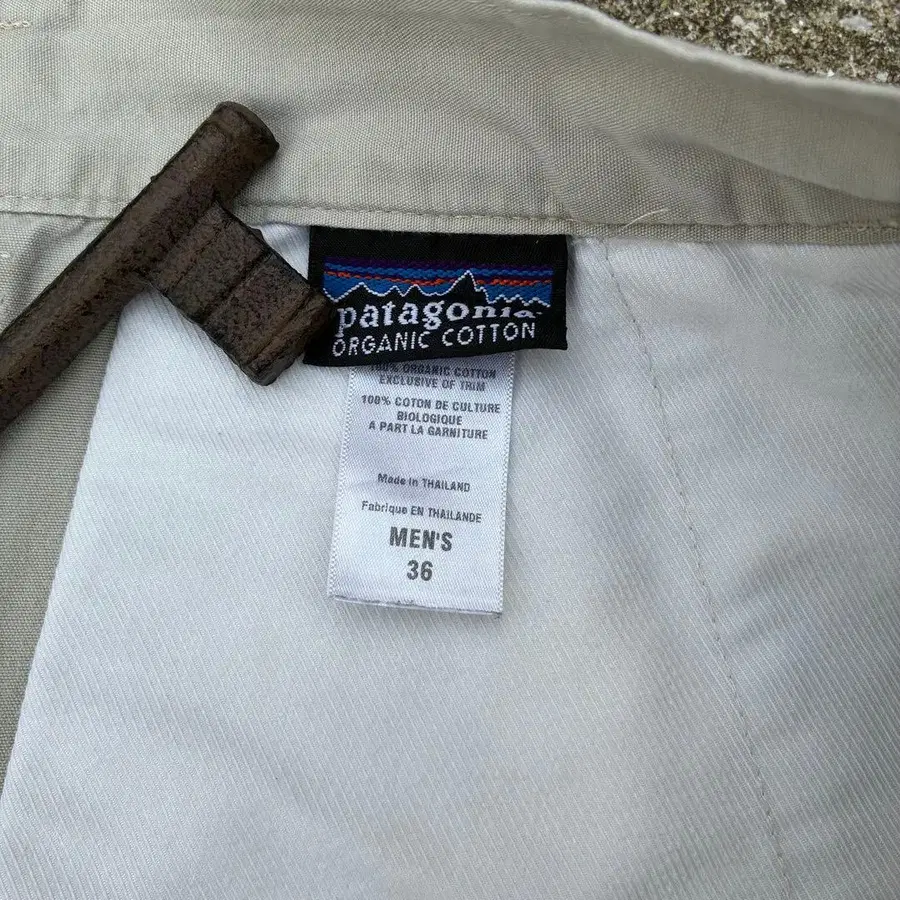 patagonia
ORGANIC COTTON
100% ORGANIC COTTON
EXCLUSIVE OF TRIM
100% COTON DE CULTURE
BIOLOGIQUE
A PART LA GARNITURE
Made in THAILAND
Fabrique EN THAILANDE
MEN'S
36